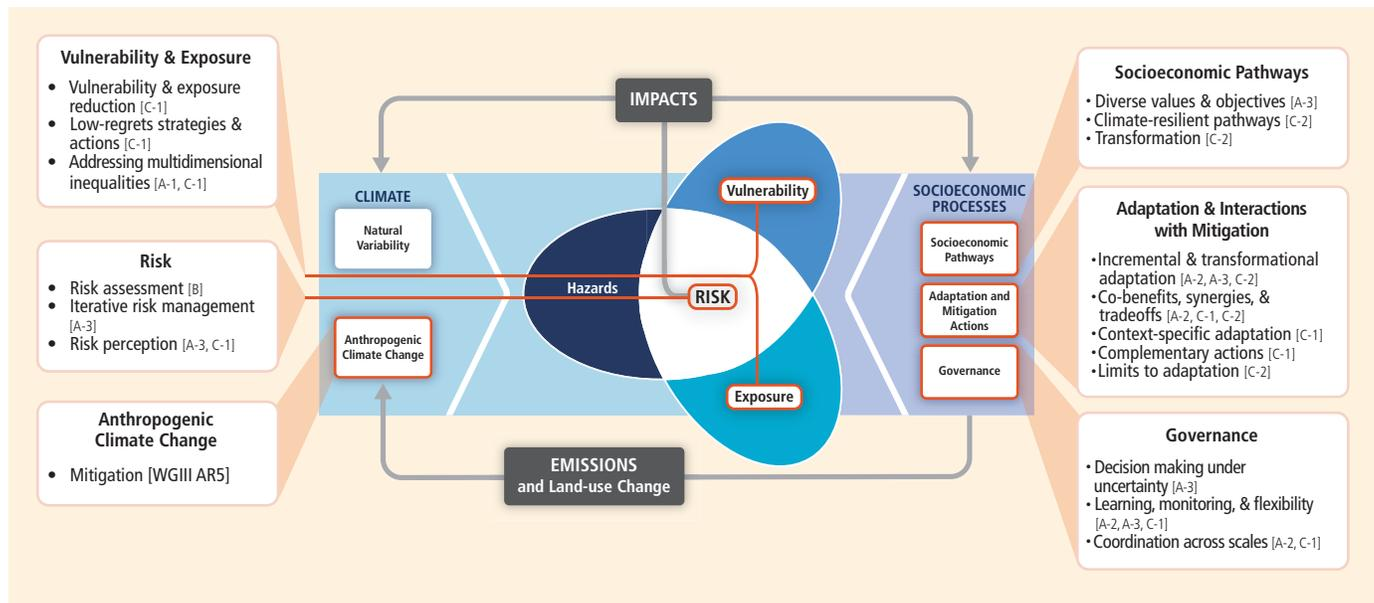 Vulnerability & Exposure
• Vulnerability & exposure
reduction [C-1]
• Low-regrets strategies &
actions [C-1]
• Addressing multidimensional
inequalities [A-1, C-1]
Risk
• Risk assessment [B]
• Iterative risk management
[A-3]
• Risk perception [A-3, C-1]
Anthropogenic
Climate Change
• Mitigation [WGIII AR5]
IMPACTS
CLIMATE
Natural
Variability
Anthropogenic
Climate Change
Vulnerability
Hazards
RISK
Exposure
EMISSIONS
and Land-use Change
SOCIOECONOMIC
PROCESSES
Socioeconomic
Pathways
Adaptation and
Mitigation
Actions
Governance
Socioeconomic Pathways
• Diverse values & objectives [A-3]
• Climate-resilient pathways [C-2]
• Transformation [C-2]
Adaptation & Interactions
with Mitigation
• Incremental & transformational
adaptation [A-2, A-3, C-2]
• Co-benefits, synergies, &
tradeoffs [A-2, C-1, C-2]
• Context-specific adaptation [C-1]
• Complementary actions [C-1]
• Limits to adaptation [C-2]
Governance
• Decision making under
uncertainty [A-3]
• Learning, monitoring, & flexibility
[A-2, A-3, C-1]
• Coordination across scales [A-2, C-1]